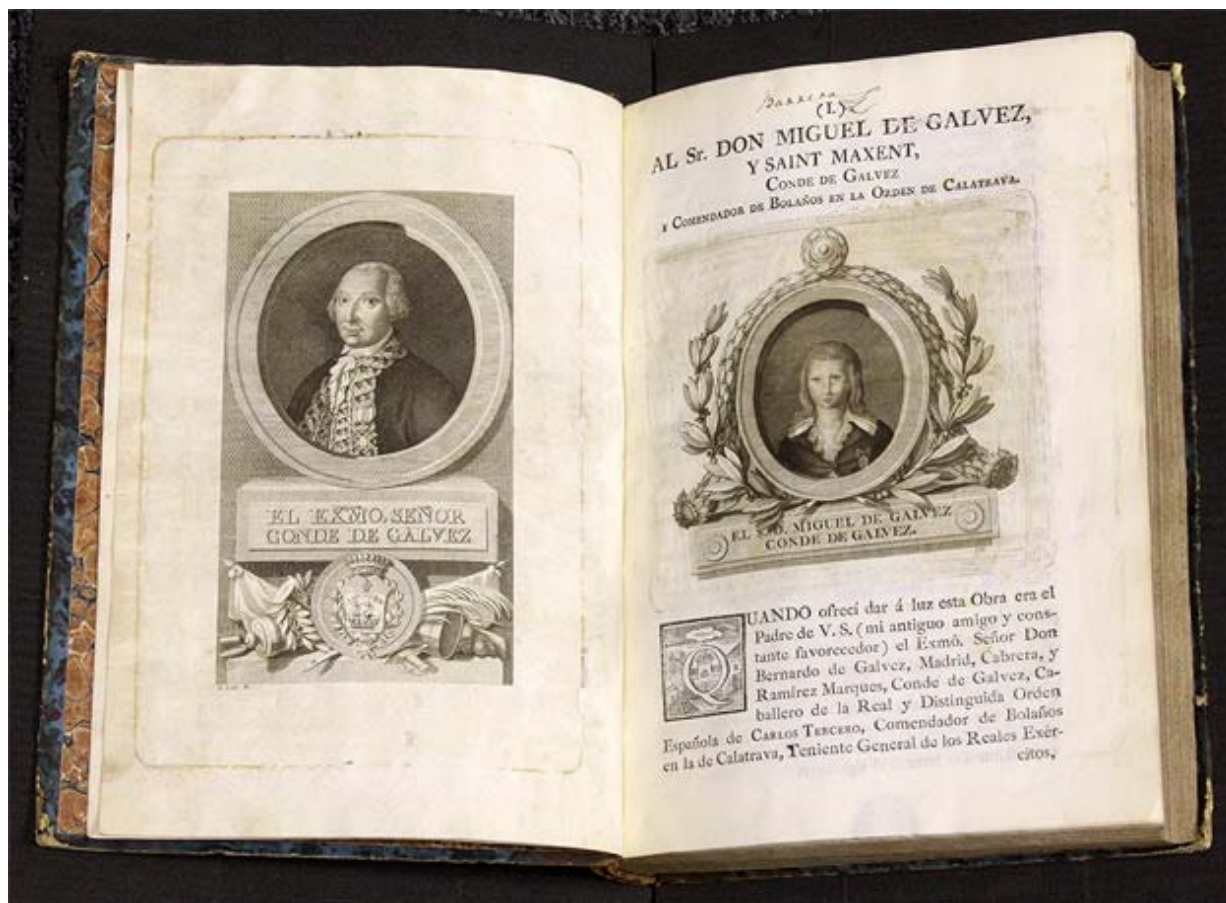 EL EXMO. SEÑOR
CONDE DE GALVEZ
Barrera
(I.)
AL Sr. DON MIGUEL DE GALVEZ,
Y SAINT MAXENT,
CONDE DE GALVEZ
E COMENDADOR DE BOLAÑOS EN LA ORDEN DE CALATRAVA.
EL S. D. MIGUEL DE GALVEZ
CONDE DE GALVEZ.
QUANDO ofrecí dar á luz esta Obra era el
Padre de V. S. (mi antiguo amigo y cons-
tante favorecedor) el Exmô. Señor Don
Bernardo de Galvez, Madrid, Cabrera, y
Ramírez Marques, Conde de Galvez, Ca-
ballero de la Real y Distinguida Orden
Española de CARLOS TERCERO, Comendador de Bolaños
en la de Calatrava, Teniente General de los Reales Exér-
citos,